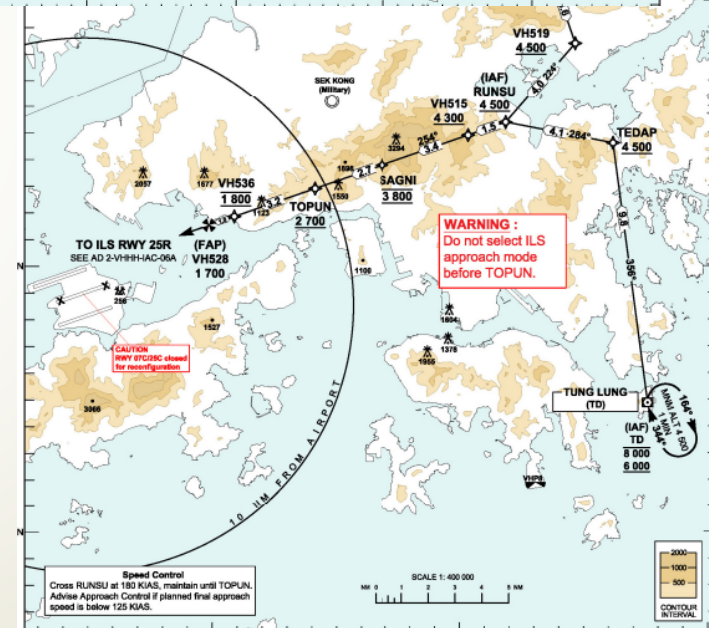 VH519
4 500
SEK KONG
(Military)
(IAF)
RUNSU
4 500
4.0 224°
VH515
4 300
254°
3.4
1.5
4.1 284°
TEDAP
4 500
3294
1696
2.7
SAGNI
3 800
1550
2057
1677
VH536
1 800
1123
3.2
TOPUN
2 700
9.8
356°
WARNING :
Do not select ILS
approach mode
before TOPUN.
TO ILS RWY 25R
SEE AD 2-VHHH-IAC-06A
(FAP)
VH528
1 700
N
1100
256
1527
1604
1378
1955
CAUTION
RWY 07C/25C closed
for reconfiguration
3066
TUNG LUNG
(TD)
164°
MNM ALT 4 500
1 MIN
344°
(IAF)
TD
8 000
6 000
10 NM FROM AIRPORT
N
Speed Control
Cross RUNSU at 180 KIAS, maintain until TOPUN.
Advise Approach Control if planned final approach
speed is below 125 KIAS.
SCALE 1: 400 000
NM 0 1 2 3 4 5 NM
2000
1000
500
CONTOUR
INTERVAL